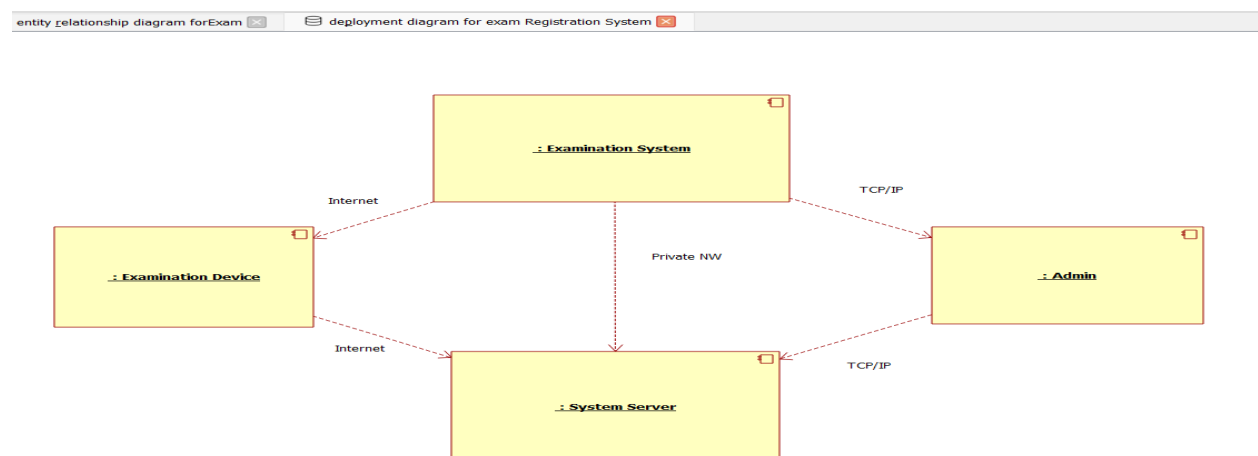 entity relationship diagram forExam
deployment diagram for exam Registration System
: Examination System
TCP/IP
Internet
Private NW
: Examination Device
: Admin
Internet
TCP/IP
: System Server